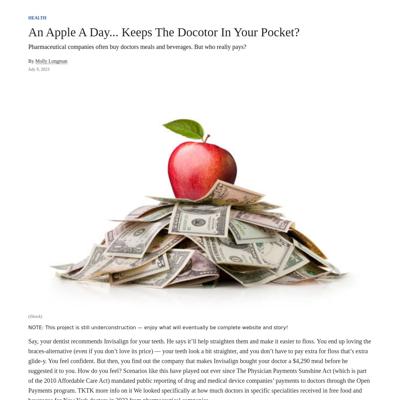 HEALTH
An Apple A Day... Keeps The Docotor In Your Pocket?
Pharmaceutical companies often buy doctors meals and beverages. But who really pays?
By Molly Longman
July 9, 2023
(iStock)
NOTE: This project is still underconstruction — enjoy what will eventually be complete website and story!
Say, your dentist recommends Invisalign for your teeth. He says it'll help straighten them and make it easier to floss. You end up loving the
braces-alternative (even if you don't love its price) — your teeth look a bit straighter, and you don't have to pay extra for floss that's extra
glide-y. You feel confident. But then, you find out the company that makes Invisalign bought your doctor a $4,290 meal before he
suggested it to you. How do you feel? Scenarios like this have played out ever since The Physician Payments Sunshine Act (which is part
of the 2010 Affordable Care Act) mandated public reporting of drug and medical device companies' payments to doctors through the Open
Payments program. TKTK more info on it We looked specifically at how much doctors in specific specialities received in free food and